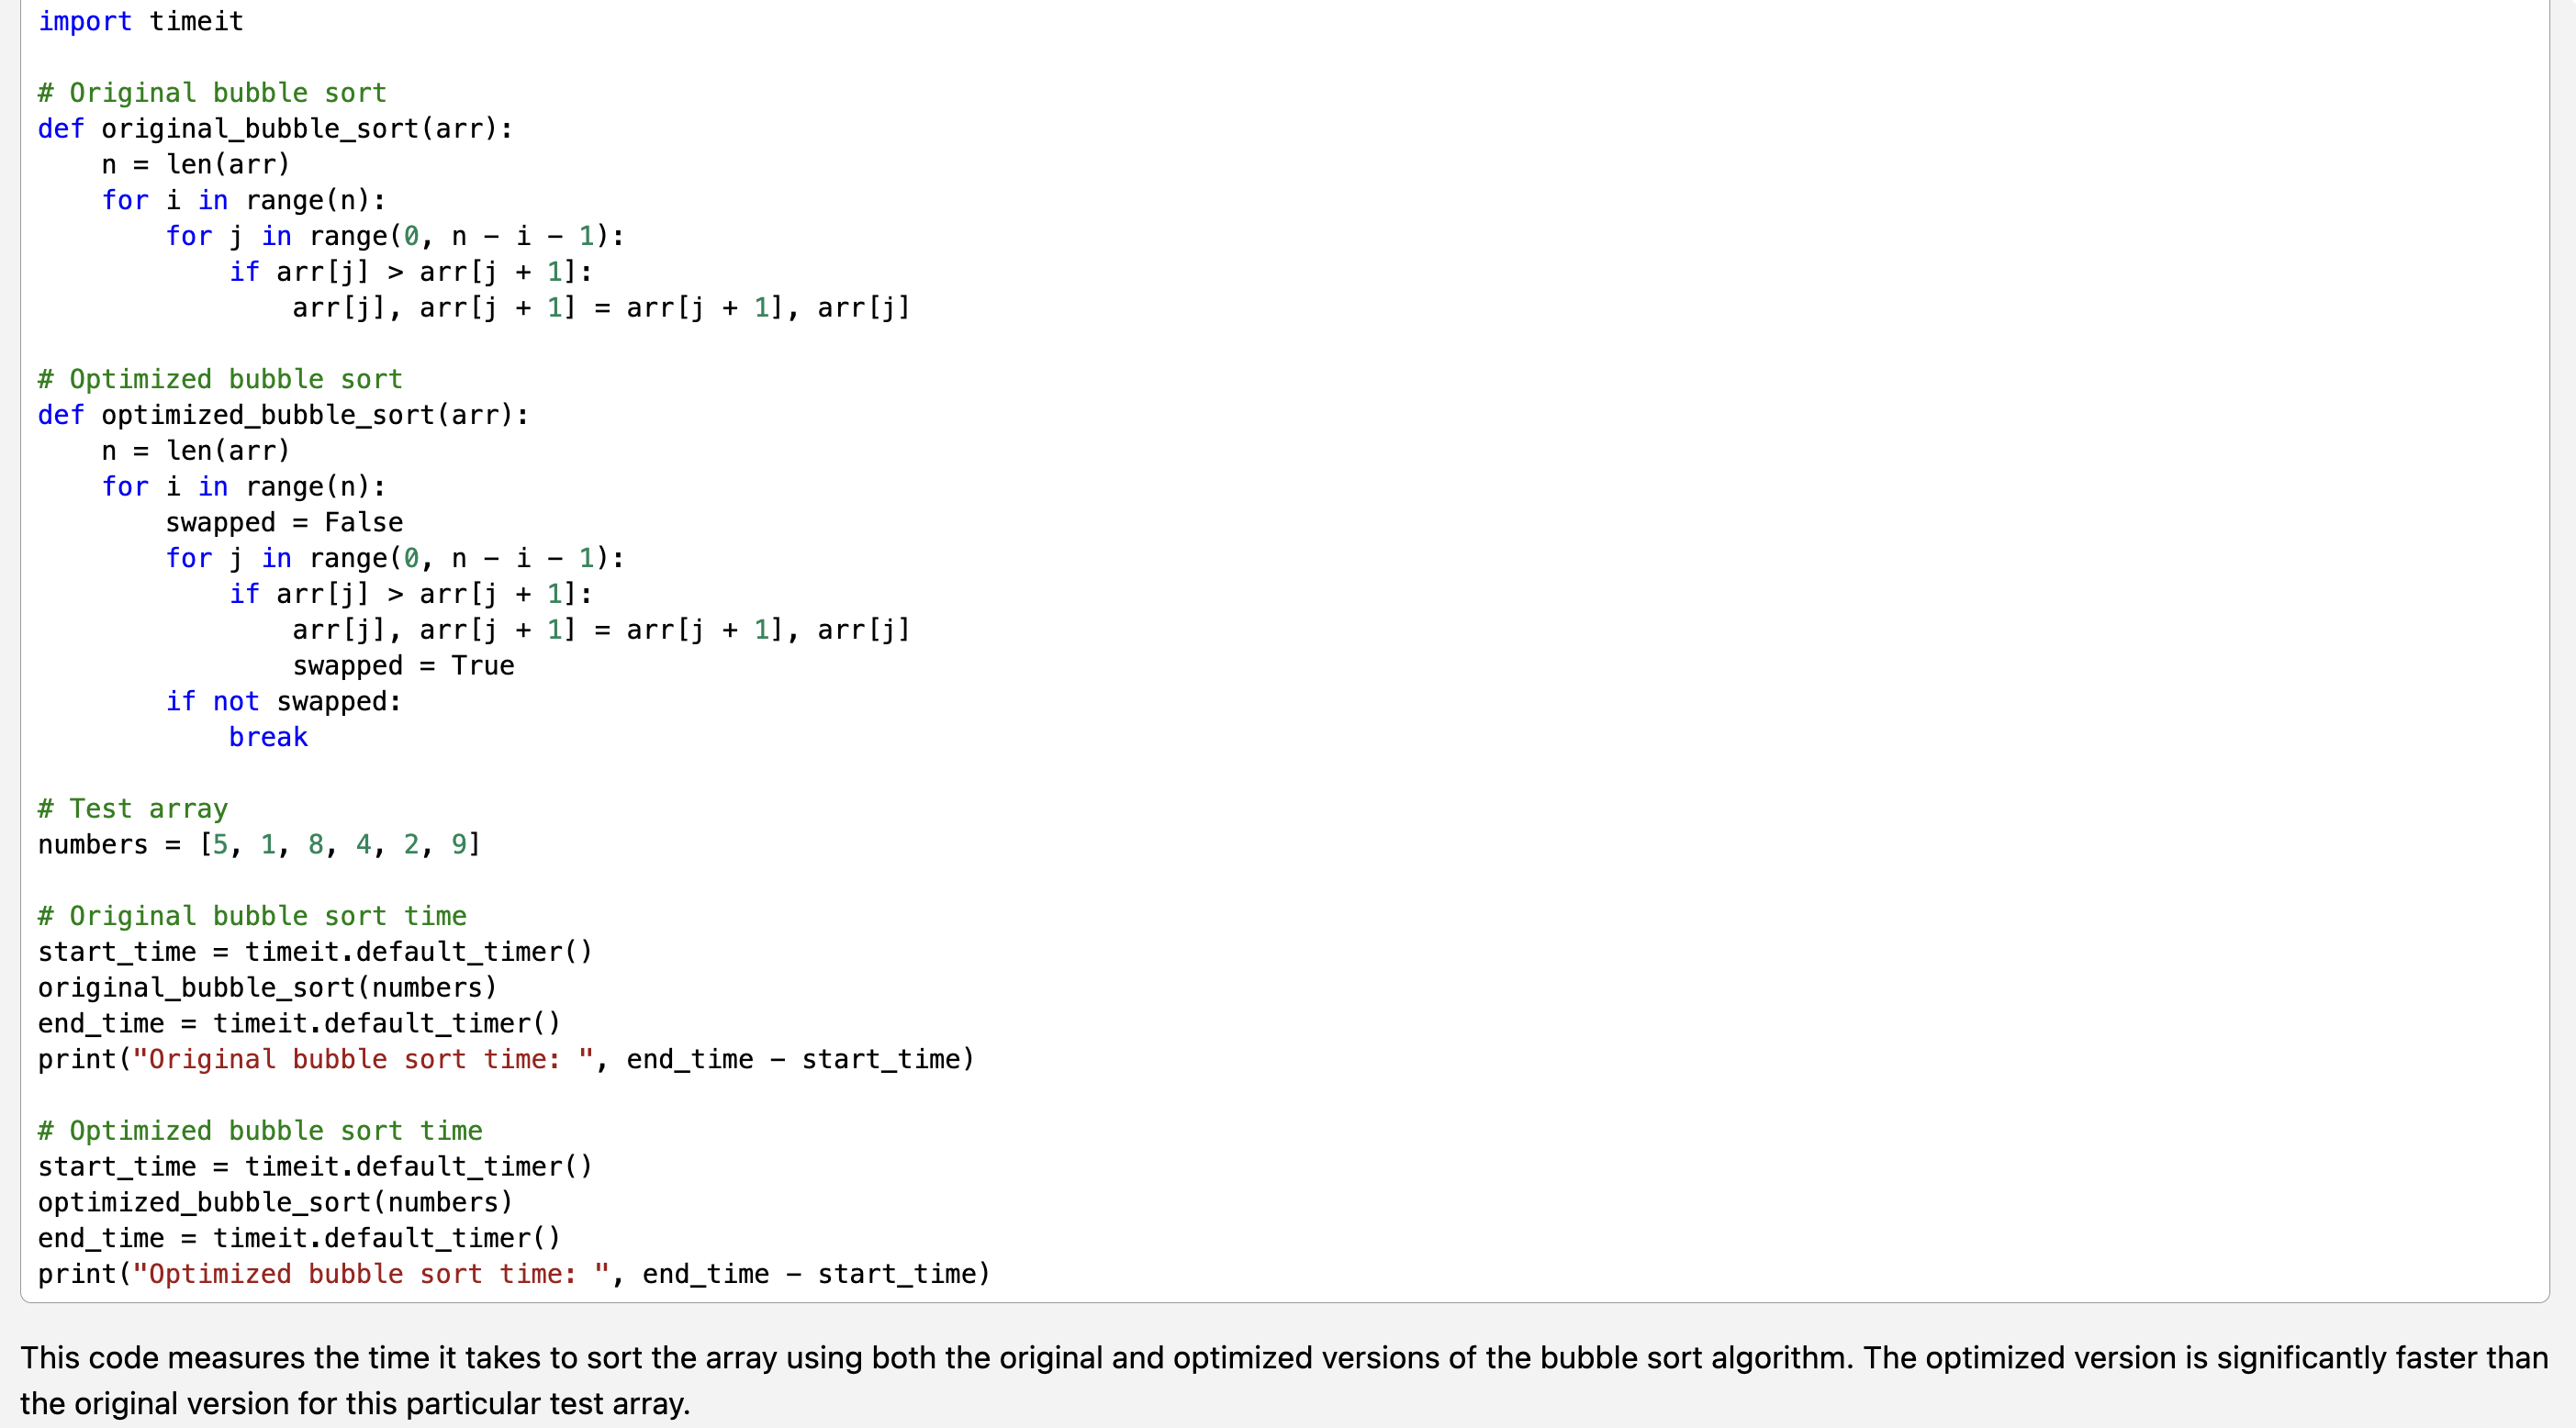 import timeit

# Original bubble sort
def original_bubble_sort(arr):
    n = len(arr)
    for i in range(n):
        for j in range(0, n - i - 1):
            if arr[j] > arr[j + 1]:
                arr[j], arr[j + 1] = arr[j + 1], arr[j]

# Optimized bubble sort
def optimized_bubble_sort(arr):
    n = len(arr)
    for i in range(n):
        swapped = False
        for j in range(0, n - i - 1):
            if arr[j] > arr[j + 1]:
                arr[j], arr[j + 1] = arr[j + 1], arr[j]
                swapped = True
        if not swapped:
            break

# Test array
numbers = [5, 1, 8, 4, 2, 9]

# Original bubble sort time
start_time = timeit.default_timer()
original_bubble_sort(numbers)
end_time = timeit.default_timer()
print("Original bubble sort time: ", end_time - start_time)

# Optimized bubble sort time
start_time = timeit.default_timer()
optimized_bubble_sort(numbers)
end_time = timeit.default_timer()
print("Optimized bubble sort time: ", end_time - start_time)
This code measures the time it takes to sort the array using both the original and optimized versions of the bubble sort algorithm. The optimized version is significantly faster than
the original version for this particular test array.